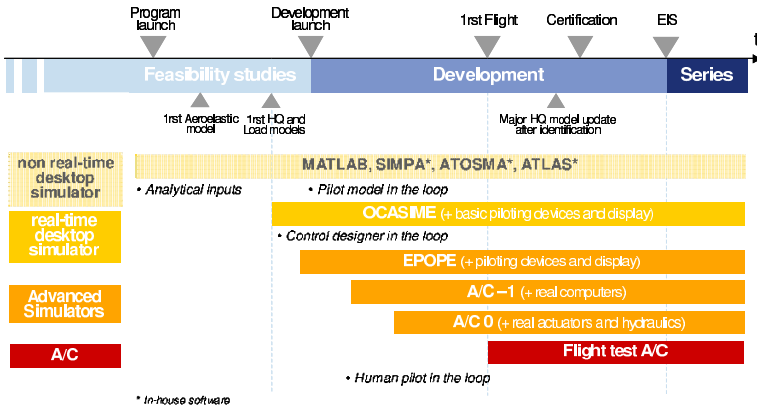 Program launch
Development launch
1rst Flight
Certification
EIS
t
Feasibility studies
Development
Series
1rst Aeroelastic model
1rst HQ and Load models
Major HQ model update after identification
non real-time desktop simulator
MATLAB, SIMPA*, ATOSMA*, ATLAS*
• Analytical inputs
• Pilot model in the loop
real-time desktop simulator
OCASIME (+ basic piloting devices and display)
• Control designer in the loop
EPOPE (+ piloting devices and display)
Advanced Simulators
A/C –1 (+ real computers)
A/C 0 (+ real actuators and hydraulics)
A/C
Flight test A/C
• Human pilot in the loop
* In-house software